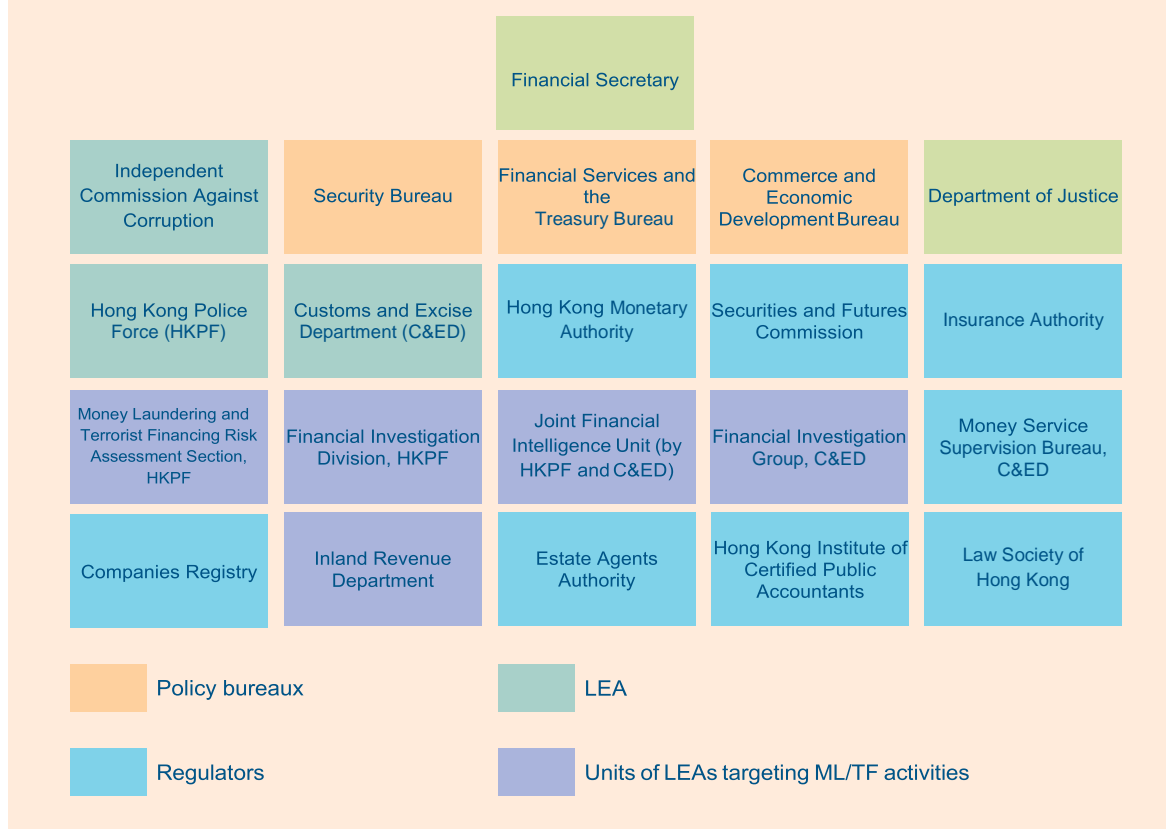 Financial Secretary
Independent
Commission Against
Corruption
Security Bureau
Financial Services and
the
Treasury Bureau
Commerce and
Economic
Development Bureau
Department of Justice
Hong Kong Police
Force (HKPF)
Customs and Excise
Department (C&ED)
Hong Kong Monetary
Authority
Securities and Futures
Commission
Insurance Authority
Money Laundering and
Terrorist Financing Risk
Assessment Section,
HKPF
Financial Investigation
Division, HKPF
Joint Financial
Intelligence Unit (by
HKPF and C&ED)
Financial Investigation
Group, C&ED
Money Service
Supervision Bureau,
C&ED
Companies Registry
Inland Revenue
Department
Estate Agents
Authority
Hong Kong Institute of
Certified Public
Accountants
Law Society of
Hong Kong
Policy bureaux
LEA
Regulators
Units of LEAs targeting ML/TF activities